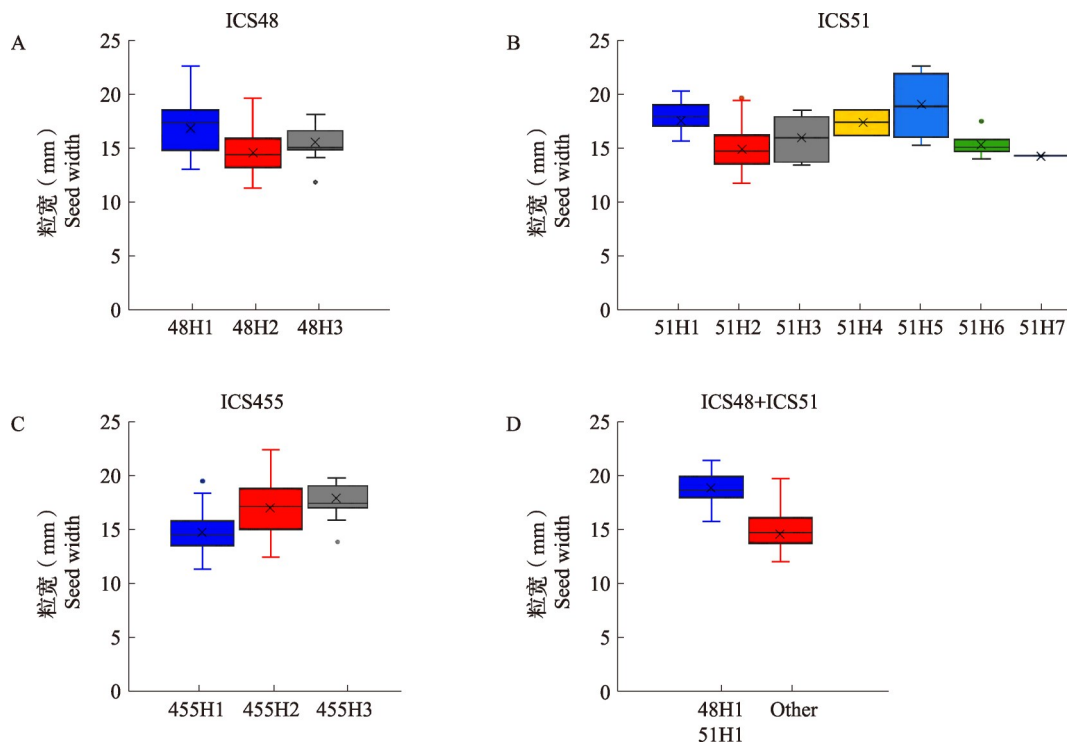 A
ICS48
25
20
15
10
5
0
粒宽（mm）
Seed width
48H1 48H2 48H3
B
ICS51
25
20
15
10
5
0
粒宽（mm）
Seed width
51H1 51H2 51H3 51H4 51H5 51H6 51H7
C
ICS455
25
20
15
10
5
0
粒宽（mm）
Seed width
455H1 455H2 455H3
D
ICS48+ICS51
25
20
15
10
5
0
粒宽（mm）
Seed width
48H1 Other
51H1